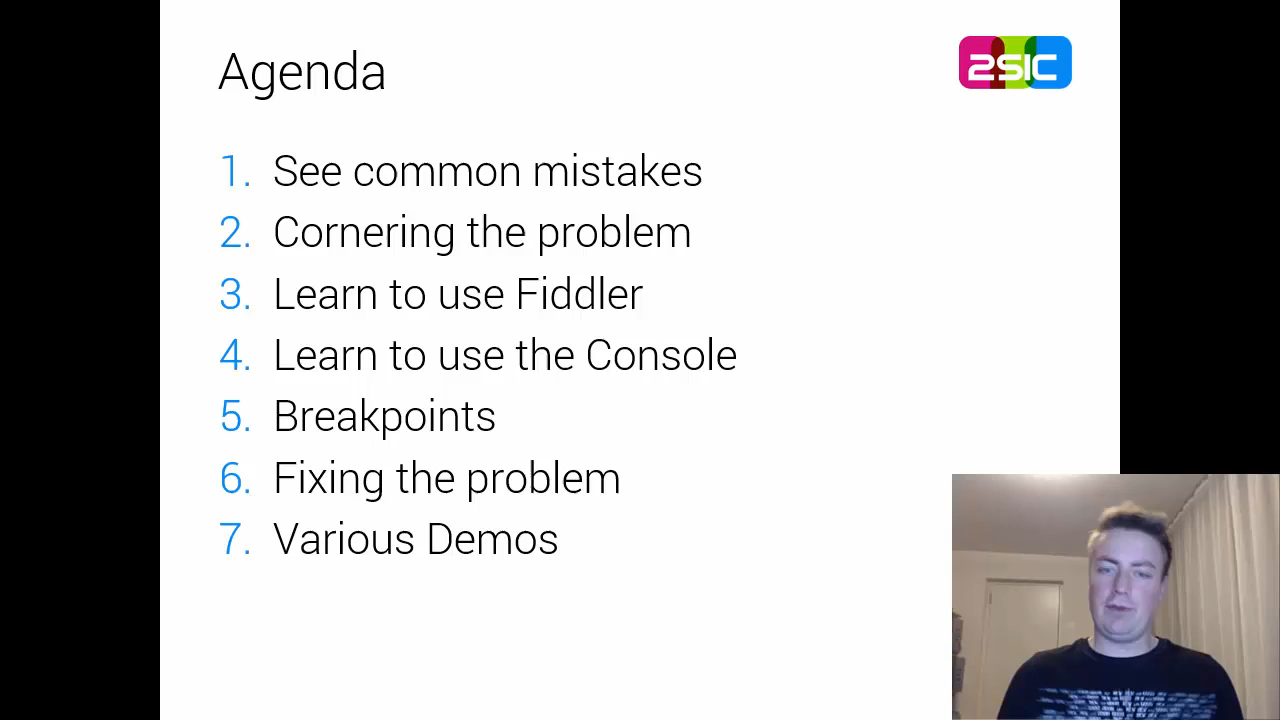 Agenda
2SIC
1. See common mistakes
2. Cornering the problem
3. Learn to use Fiddler
4. Learn to use the Console
5. Breakpoints
6. Fixing the problem
7. Various Demos